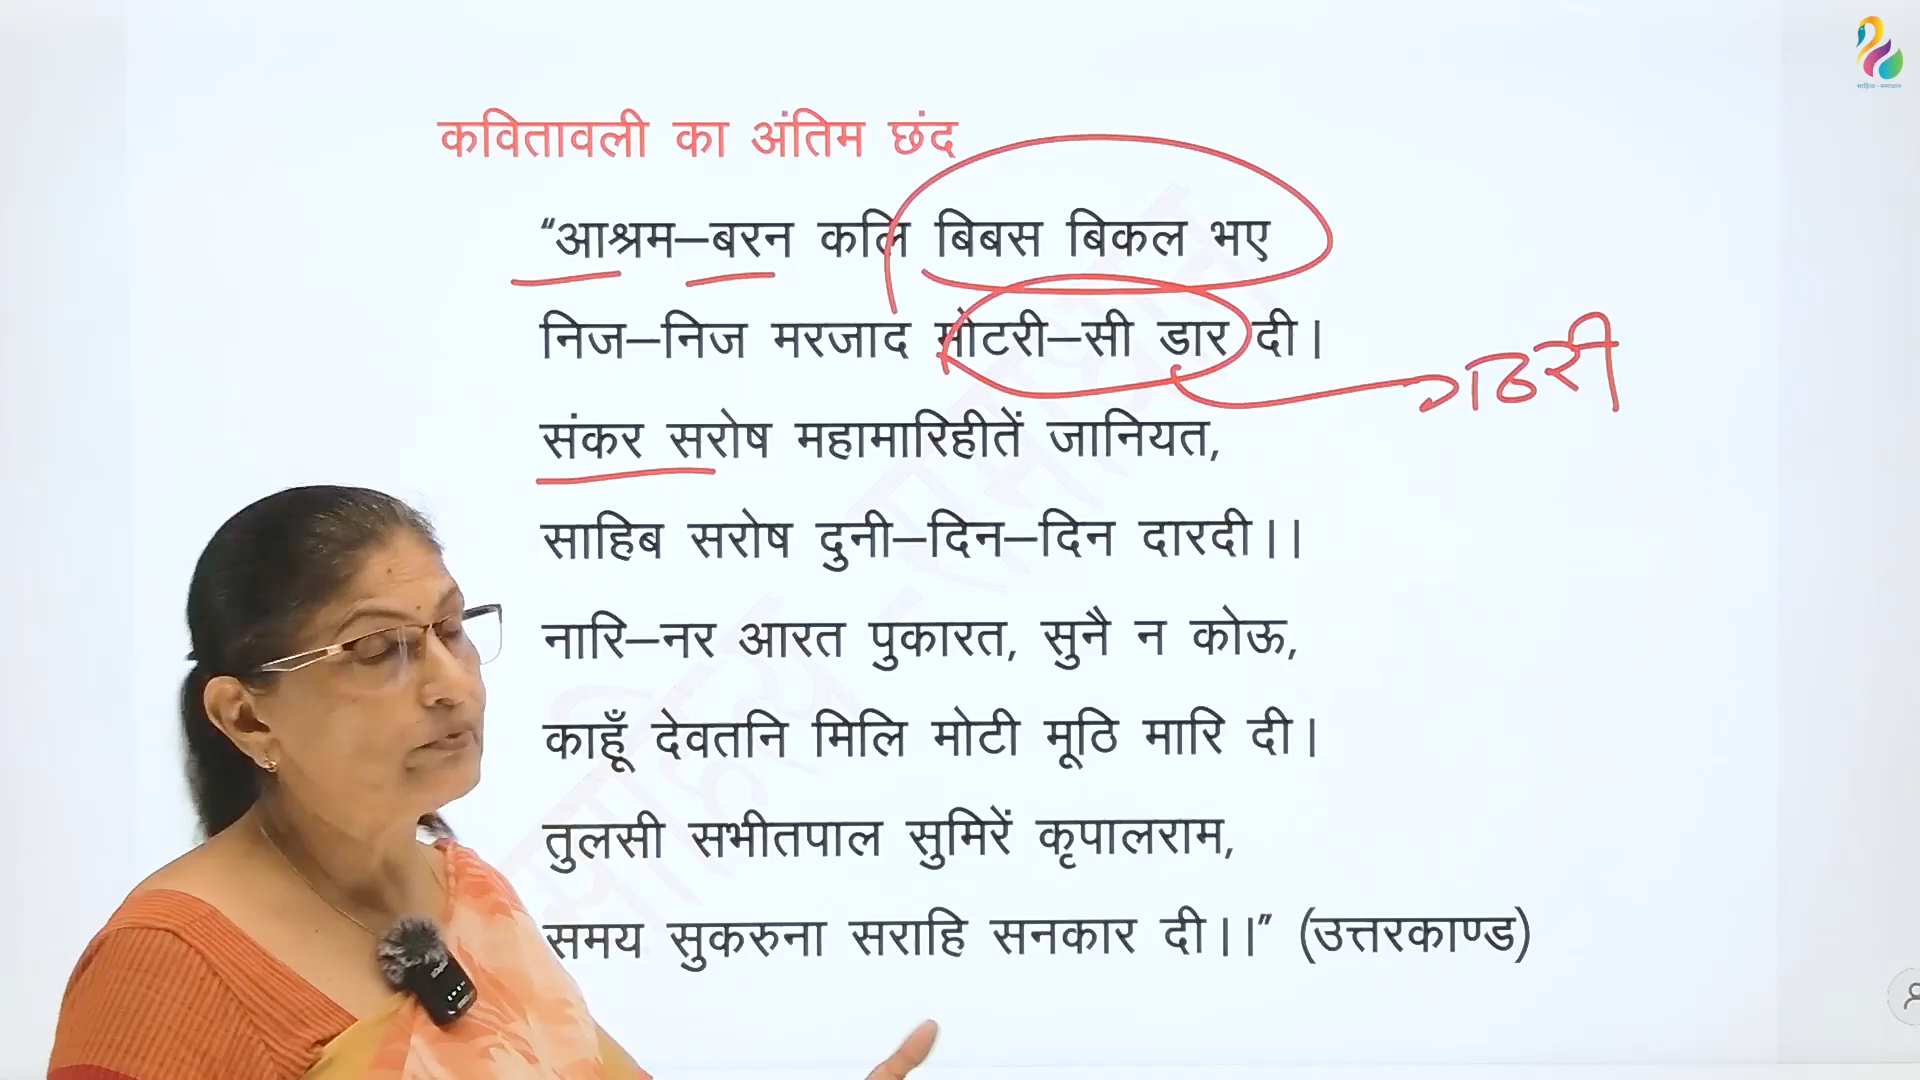 साहित्य - समाधान
कवितावली का अंतिम छंद
“आश्रम–बरन कलि बिबस बिकल भए
निज–निज मरजाद मोटरी–सी डार दी।
गठरी
संकर सरोष महामारिहीतें जानियत,
साहिब सरोष दुनी–दिन–दिन दारदी।।
नारि–नर आरत पुकारत, सुनै न कोऊ,
काहूँ देवतनि मिलि मोटी मूठि मारि दी।
तुलसी सभीतपाल सुमिरें कृपालराम,
समय सुकरुना सराहि सनकार दी।।” (उत्तरकाण्ड)